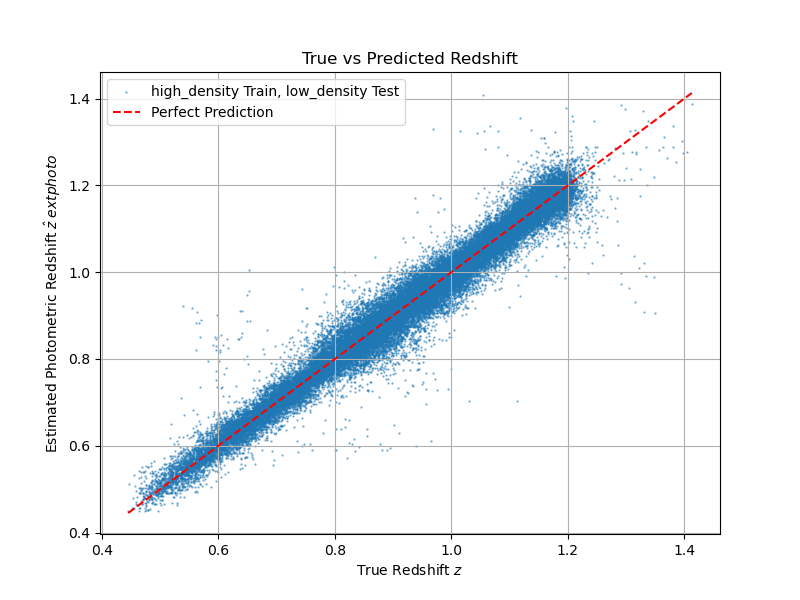 True vs Predicted Redshift
high_density Train, low_density Test
Perfect Prediction
Estimated Photometric Redshift ẑ extphoto
1.4
1.2
1.0
0.8
0.6
0.4
0.4 0.6 0.8 1.0 1.2 1.4
True Redshift z